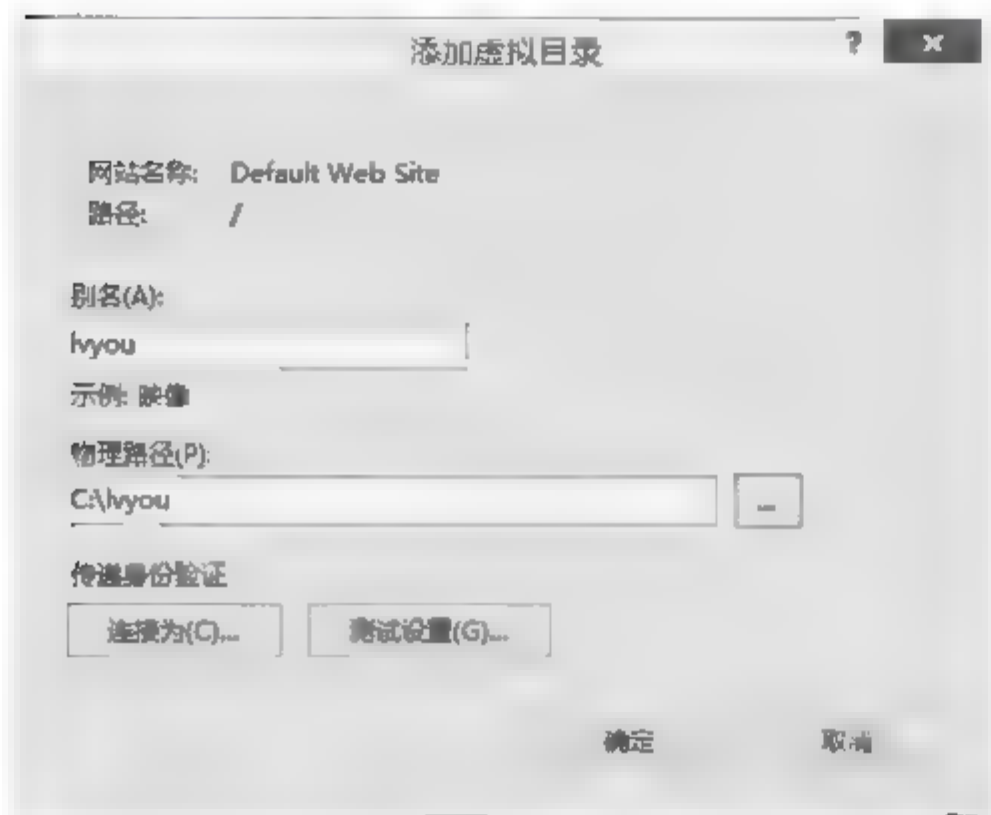 添加虚拟目录
? ×
网站名称: Default Web Site
路径: /
别名(A):
lvyou
示例: 映像
物理路径(P):
C:\lvyou
...
传递身份验证
连接为(C)... 测试设置(G)...
确定 取消